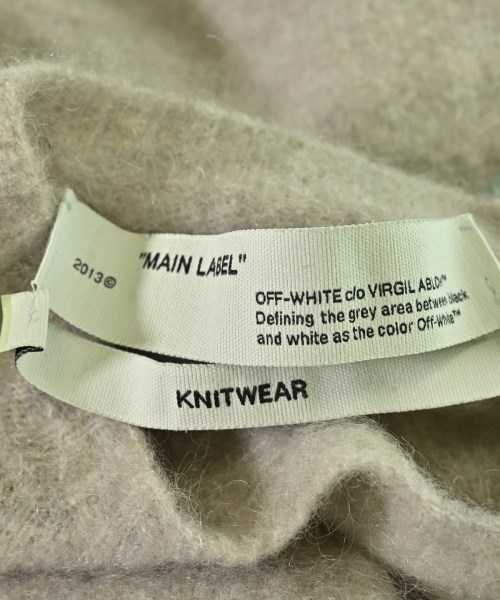 2013©
"MAIN LABEL"
OFF-WHITE c/o VIRGIL ABLOH™
Defining the grey area between black
and white as the color Off-White™
KNITWEAR